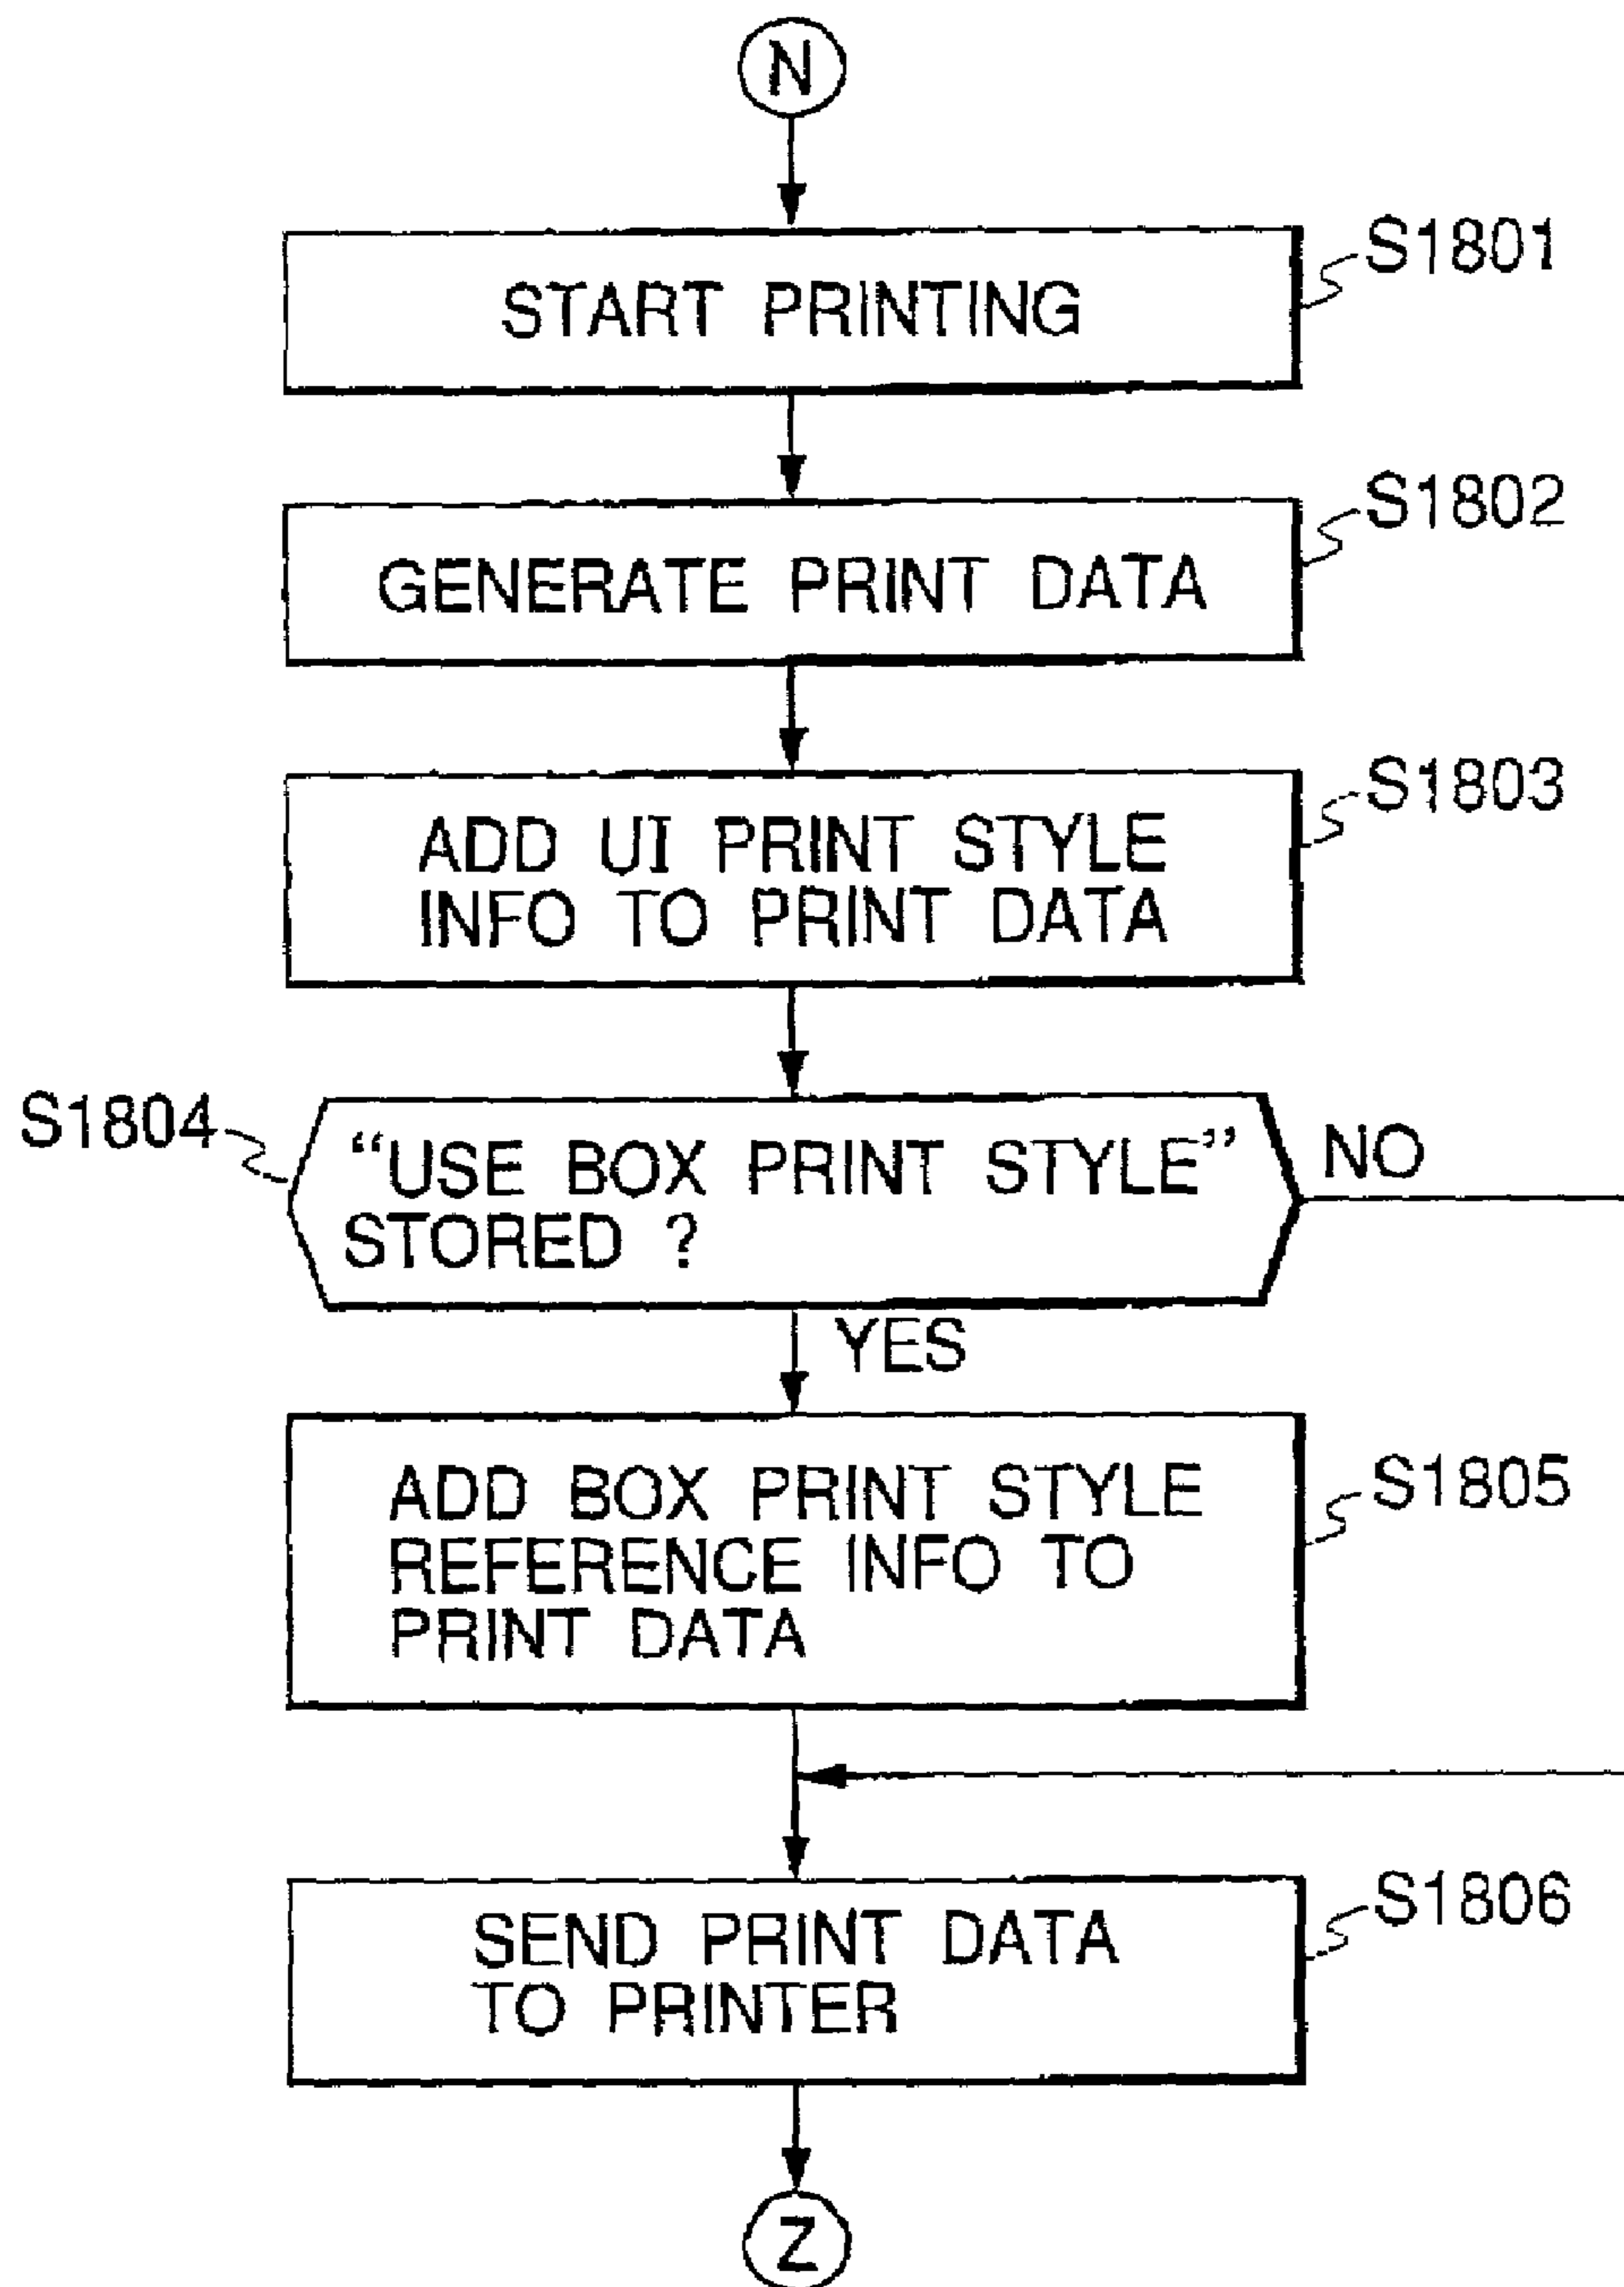 N
START PRINTING
S1801
GENERATE PRINT DATA
S1802
ADD UI PRINT STYLE
INFO TO PRINT DATA
S1803
S1804
“USE BOX PRINT STYLE”
STORED ?
NO
YES
ADD BOX PRINT STYLE
REFERENCE INFO TO
PRINT DATA
S1805
SEND PRINT DATA
TO PRINTER
S1806
Z